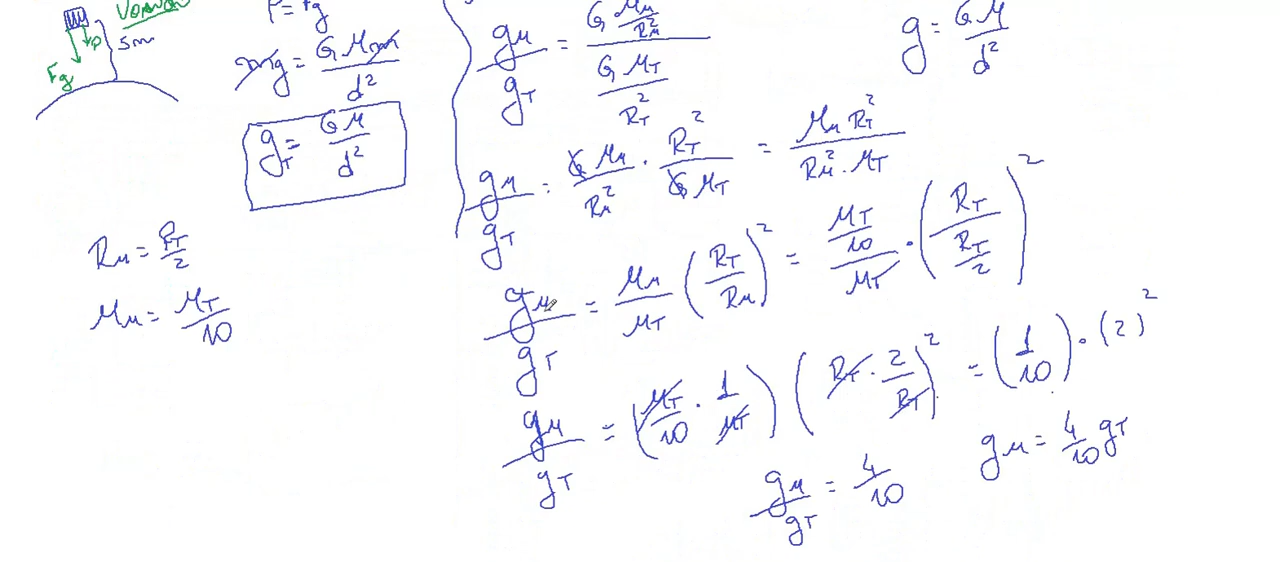 5m
P
Fg
P = Fg
mg = G M m / d²
g_T = G M / d²
R_M = R_T / 2
M_M = M_T / 10
g_M / g_T = (G M_M / R_M²) / (G M_T / R_T²)
g = G M / d²
g_M / g_T = G M_M / R_M² · R_T² / G M_T = M_M R_T² / R_M² · M_T
g_M / g_T = M_M / M_T (R_T / R_M)² = (M_T / 10) / M_T · (R_T / (R_T / 2))²
g_M / g_T = (M_T / 10 · 1 / M_T) (R_T · 2 / R_T)² = (1 / 10) · (2)²
g_M / g_T = 4 / 10
g_M = 4/10 g_T